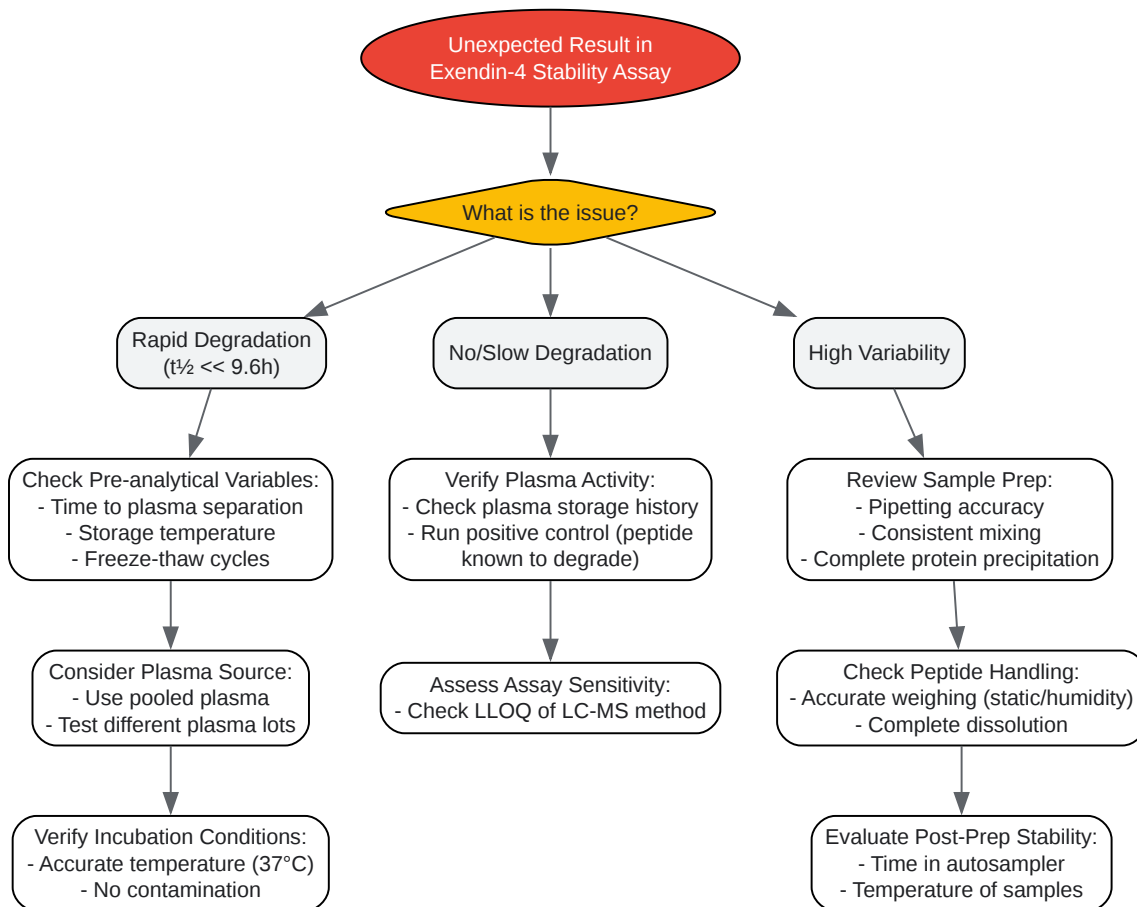 Unexpected Result in
Exendin-4 Stability Assay
What is the issue?
Rapid Degradation
(t½ << 9.6h)
No/Slow Degradation
High Variability
Check Pre-analytical Variables:
- Time to plasma separation
- Storage temperature
- Freeze-thaw cycles
Verify Plasma Activity:
- Check plasma storage history
- Run positive control (peptide
known to degrade)
Review Sample Prep:
- Pipetting accuracy
- Consistent mixing
- Complete protein precipitation
Consider Plasma Source:
- Use pooled plasma
- Test different plasma lots
Assess Assay Sensitivity:
- Check LLOQ of LC-MS method
Check Peptide Handling:
- Accurate weighing (static/humidity)
- Complete dissolution
Verify Incubation Conditions:
- Accurate temperature (37°C)
- No contamination
Evaluate Post-Prep Stability:
- Time in autosampler
- Temperature of samples